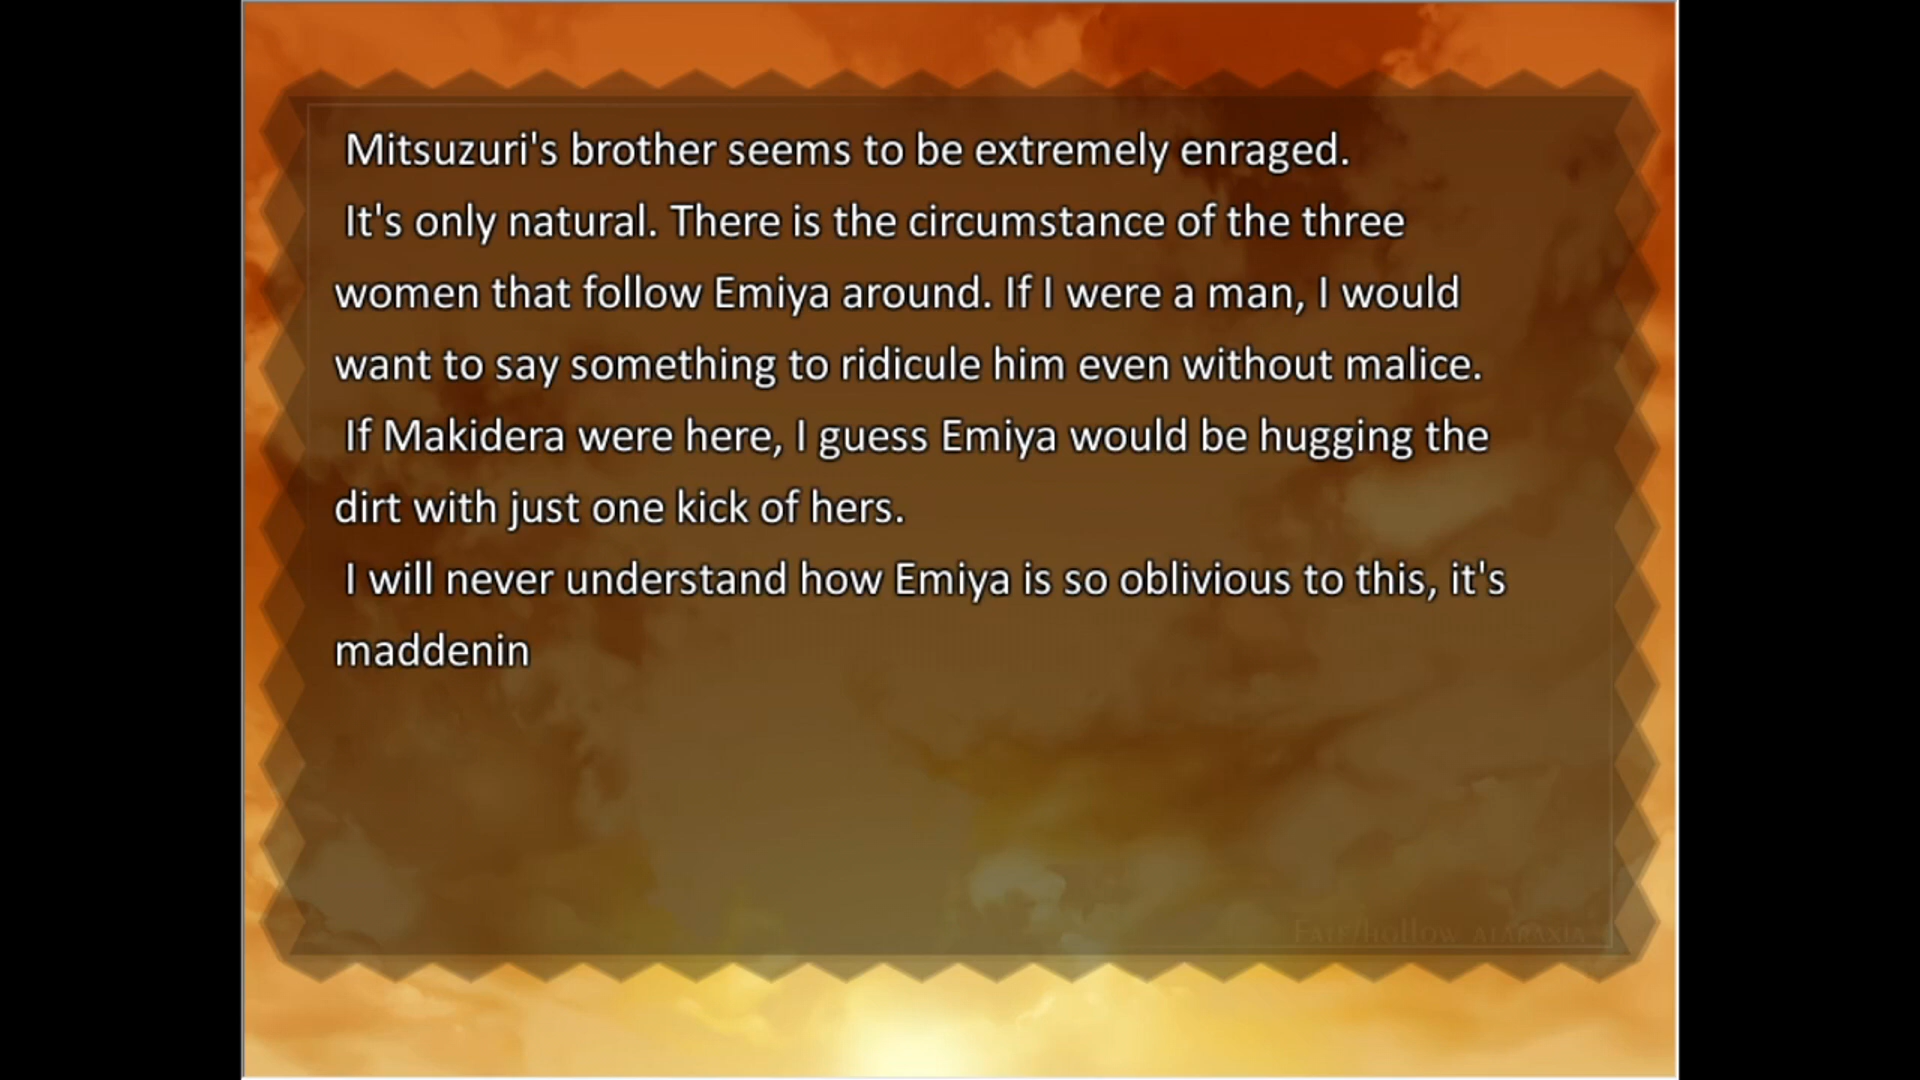 Mitsuzuri's brother seems to be extremely enraged.
It's only natural. There is the circumstance of the three
women that follow Emiya around. If I were a man, I would
want to say something to ridicule him even without malice.
If Makidera were here, I guess Emiya would be hugging the
dirt with just one kick of hers.
I will never understand how Emiya is so oblivious to this, it's
maddenin
Fate/hollow ataraxia